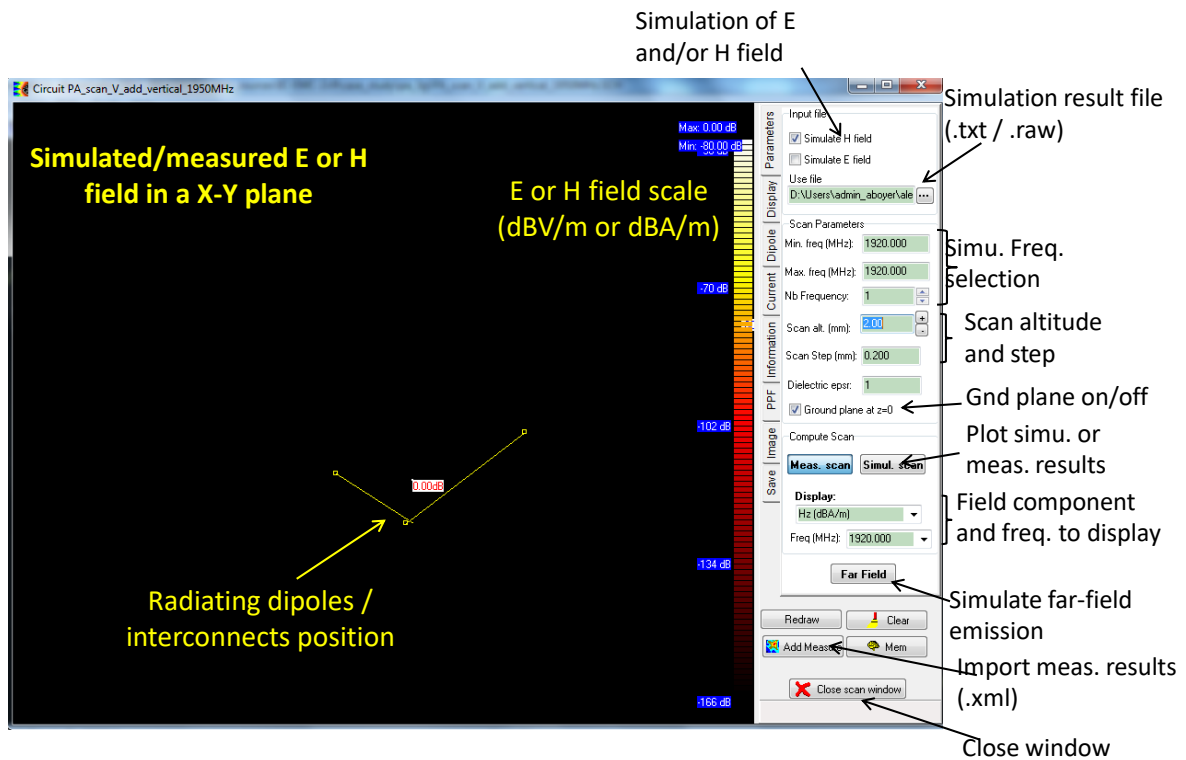 Simulation of E
and/or H field
Circuit PA_scan_V_add_vertical_1950MHz
Simulated/measured E or H
field in a X-Y plane
E or H field scale
(dBV/m or dBA/m)
Max: 0.00 dB
Min: -80.00 dB
-70 dB
-102 dB
-134 dB
-166 dB
0.00dB
Radiating dipoles /
interconnects position
Parameters
Display
Dipole
Current
Information
PPF
Image
Save
Input file
Simulate H field
Simulate E field
Use file
D:\Users\admin_aboyer\ale
...
Scan Parameters
Min. freq (MHz): 1920.000
Max. freq (MHz): 1920.000
Nb Frequency: 1
Scan alt. (mm): 2.00
+
-
Scan Step (mm): 0.200
Dielectric epsr: 1
Ground plane at z=0
Compute Scan
Meas. scan Simul. scan
Display:
Hz (dBA/m)
Freq (MHz): 1920.000
Far Field
Redraw Clear
Add Measure Mem
Close scan window
Simulation result file
(.txt / .raw)
Simu. Freq.
selection
Scan altitude
and step
Gnd plane on/off
Plot simu. or
meas. results
Field component
and freq. to display
Simulate far-field
emission
Import meas. results
(.xml)
Close window